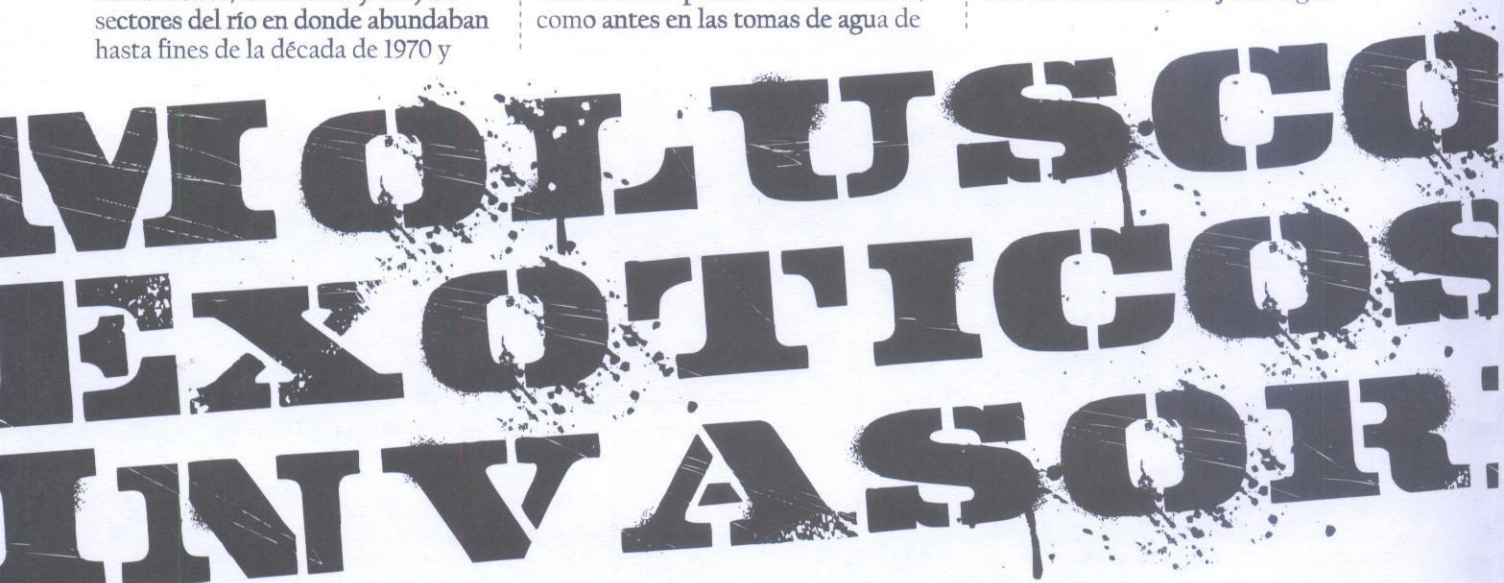 sectores del río en donde abundaban
hasta fines de la década de 1970 y
como antes en las tomas de agua de
MOLUSCO
EXOTICOS
INVASOR